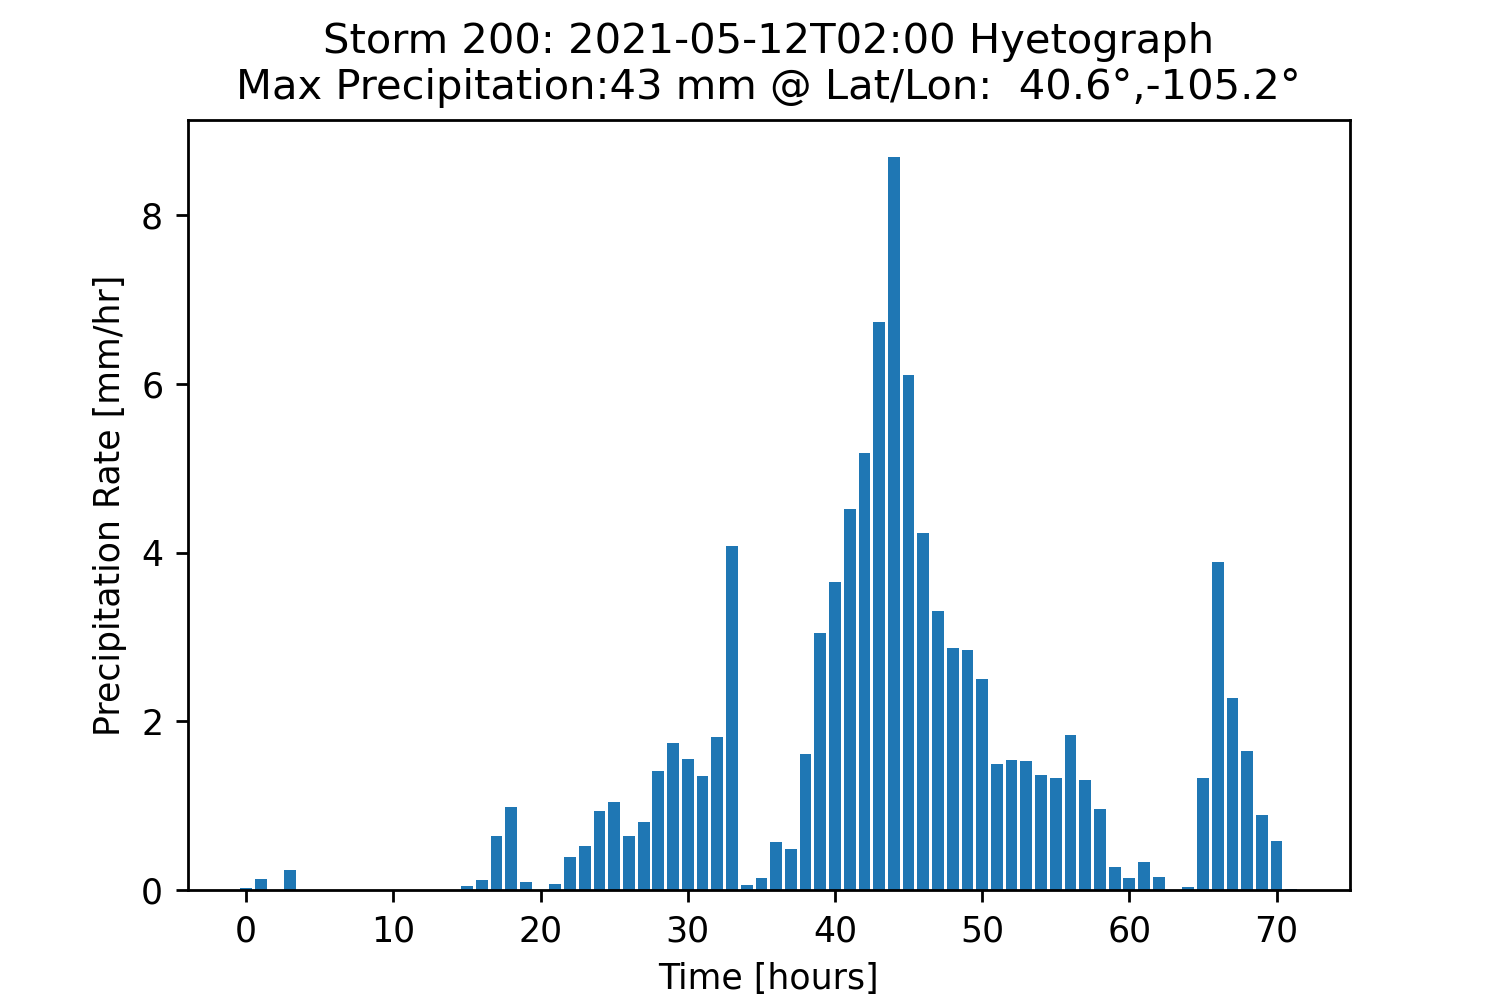 Storm 200: 2021-05-12T02:00 Hyetograph
Max Precipitation:43 mm @ Lat/Lon:  40.6°,-105.2°
8
6
4
2
0
Precipitation Rate [mm/hr]
0 10 20 30 40 50 60 70
Time [hours]